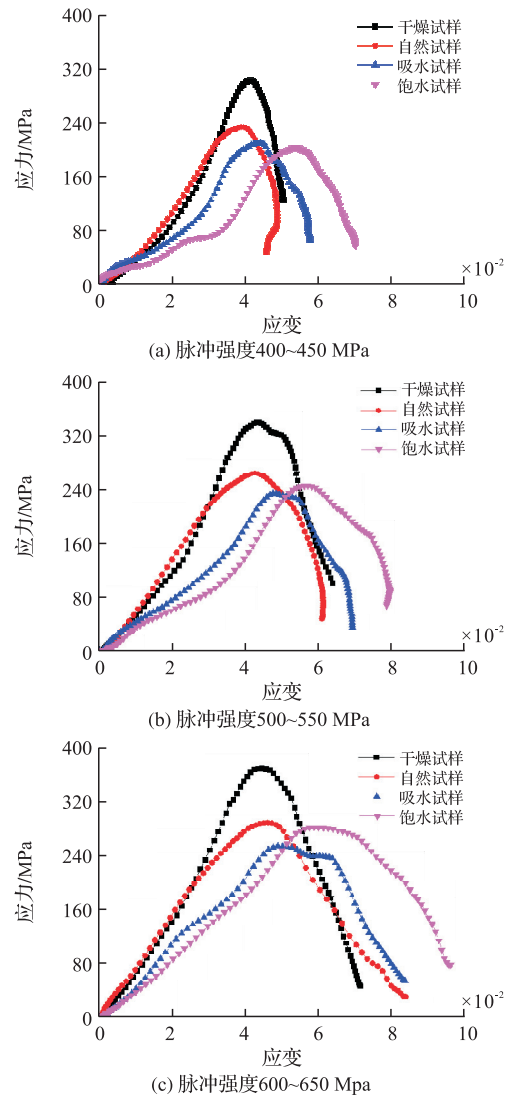 400
320
240
160
80
0
应力/MPa
干燥试样
自然试样
吸水试样
饱水试样
0 2 4 6 8 10
×10-2
应变
(a) 脉冲强度400~450 MPa
400
320
240
160
80
0
应力/MPa
干燥试样
自然试样
吸水试样
饱水试样
0 2 4 6 8 10
×10-2
应变
(b) 脉冲强度500~550 MPa
400
320
240
160
80
0
应力/MPa
干燥试样
自然试样
吸水试样
饱水试样
0 2 4 6 8 10
×10-2
应变
(c) 脉冲强度600~650 Mpa